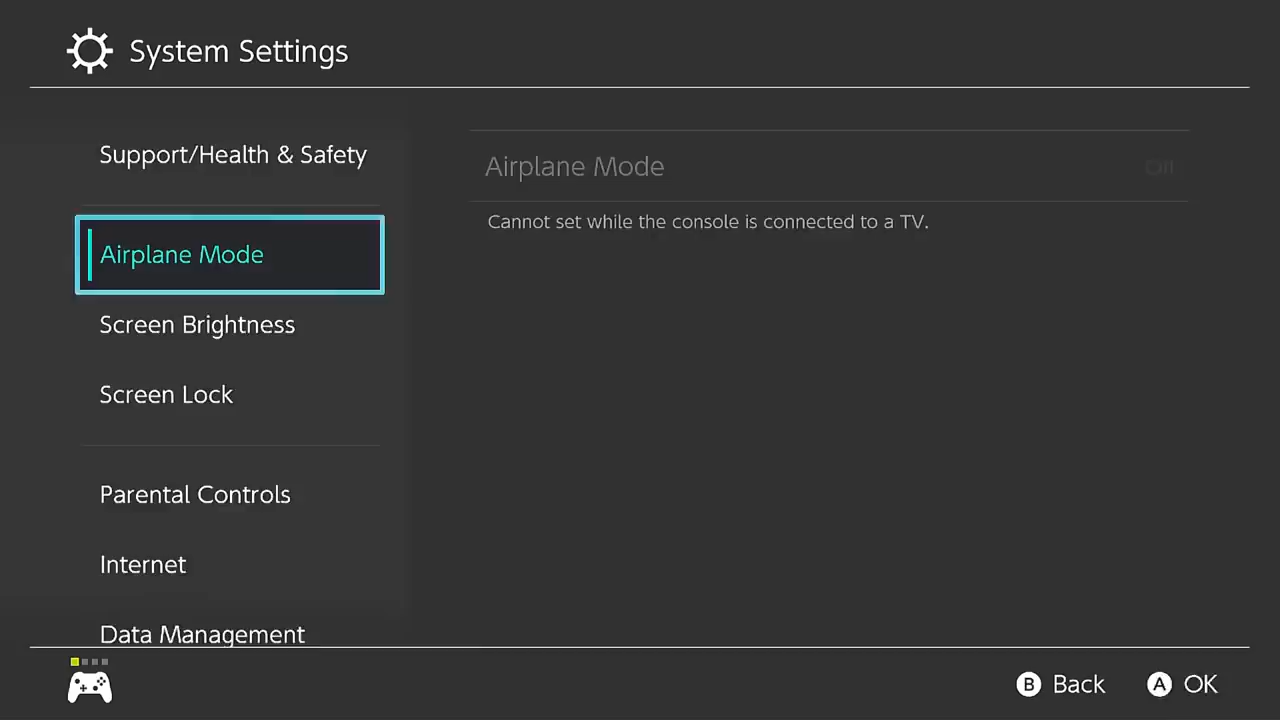 System Settings
Support/Health & Safety
Airplane Mode
Screen Brightness
Screen Lock
Parental Controls
Internet
Data Management
Airplane Mode Off
Cannot set while the console is connected to a TV.
B Back A OK